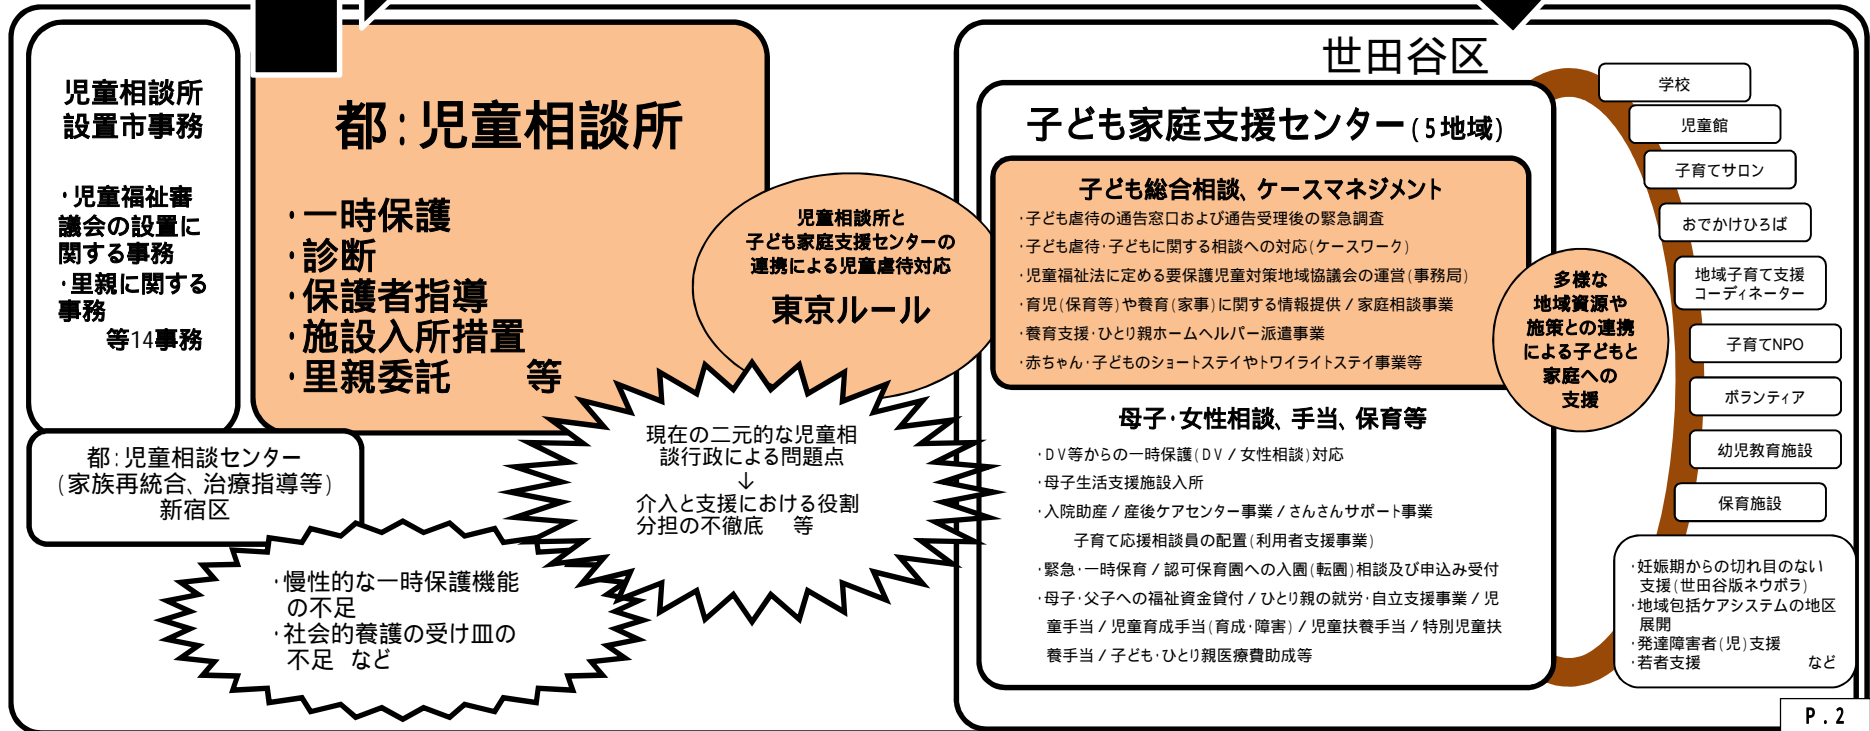 児童相談所
設置市事務
・児童福祉審
議会の設置に
関する事務
・里親に関する
事務
等14事務
都:児童相談所
・一時保護
・診断
・保護者指導
・施設入所措置
・里親委託 等
都:児童相談センター
(家族再統合、治療指導等)
新宿区
・慢性的な一時保護機能
の不足
・社会的養護の受け皿の
不足 など
児童相談所と
子ども家庭支援センターの
連携による児童虐待対応
東京ルール
現在の二元的な児童相
談行政による問題点
↓
介入と支援における役割
分担の不徹底 等
世田谷区
子ども家庭支援センター(5地域)
子ども総合相談、ケースマネジメント
・子ども虐待の通告窓口および通告受理後の緊急調査
・子ども虐待・子どもに関する相談への対応(ケースワーク)
・児童福祉法に定める要保護児童対策地域協議会の運営(事務局)
・育児(保育等)や養育(家事)に関する情報提供/家庭相談事業
・養育支援・ひとり親ホームヘルパー派遣事業
・赤ちゃん・子どものショートステイやトワイライトステイ事業等
母子・女性相談、手当、保育等
・DV等からの一時保護(DV/女性相談)対応
・母子生活支援施設入所
・入院助産/産後ケアセンター事業/さんさんサポート事業
子育て応援相談員の配置(利用者支援事業)
・緊急・一時保育/認可保育園への入園(転園)相談及び申込み受付
・母子・父子への福祉資金貸付/ひとり親の就労・自立支援事業/児
童手当/児童育成手当(育成・障害)/児童扶養手当/特別児童扶
養手当/子ども・ひとり親医療費助成等
多様な
地域資源や
施策との連携
による子どもと
家庭への
支援
学校
児童館
子育てサロン
おでかけひろば
地域子育て支援
コーディネーター
子育てNPO
ボランティア
幼児教育施設
保育施設
・妊娠期からの切れ目のない
支援(世田谷版ネウボラ)
・地域包括ケアシステムの地区
展開
・発達障害者(児)支援
・若者支援 など
P.2